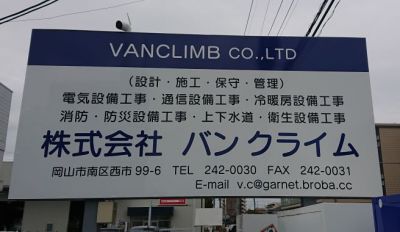 VANCLIMB CO.,LTD
(設計・施工・保守・管理)
電気設備工事・通信設備工事・冷暖房設備工事
消防・防災設備工事・上下水道・衛生設備工事
株式会社 バンクライム
岡山市南区西市99-6 TEL 242-0030 FAX 242-0031
E-mail v.c@garnet.broba.cc